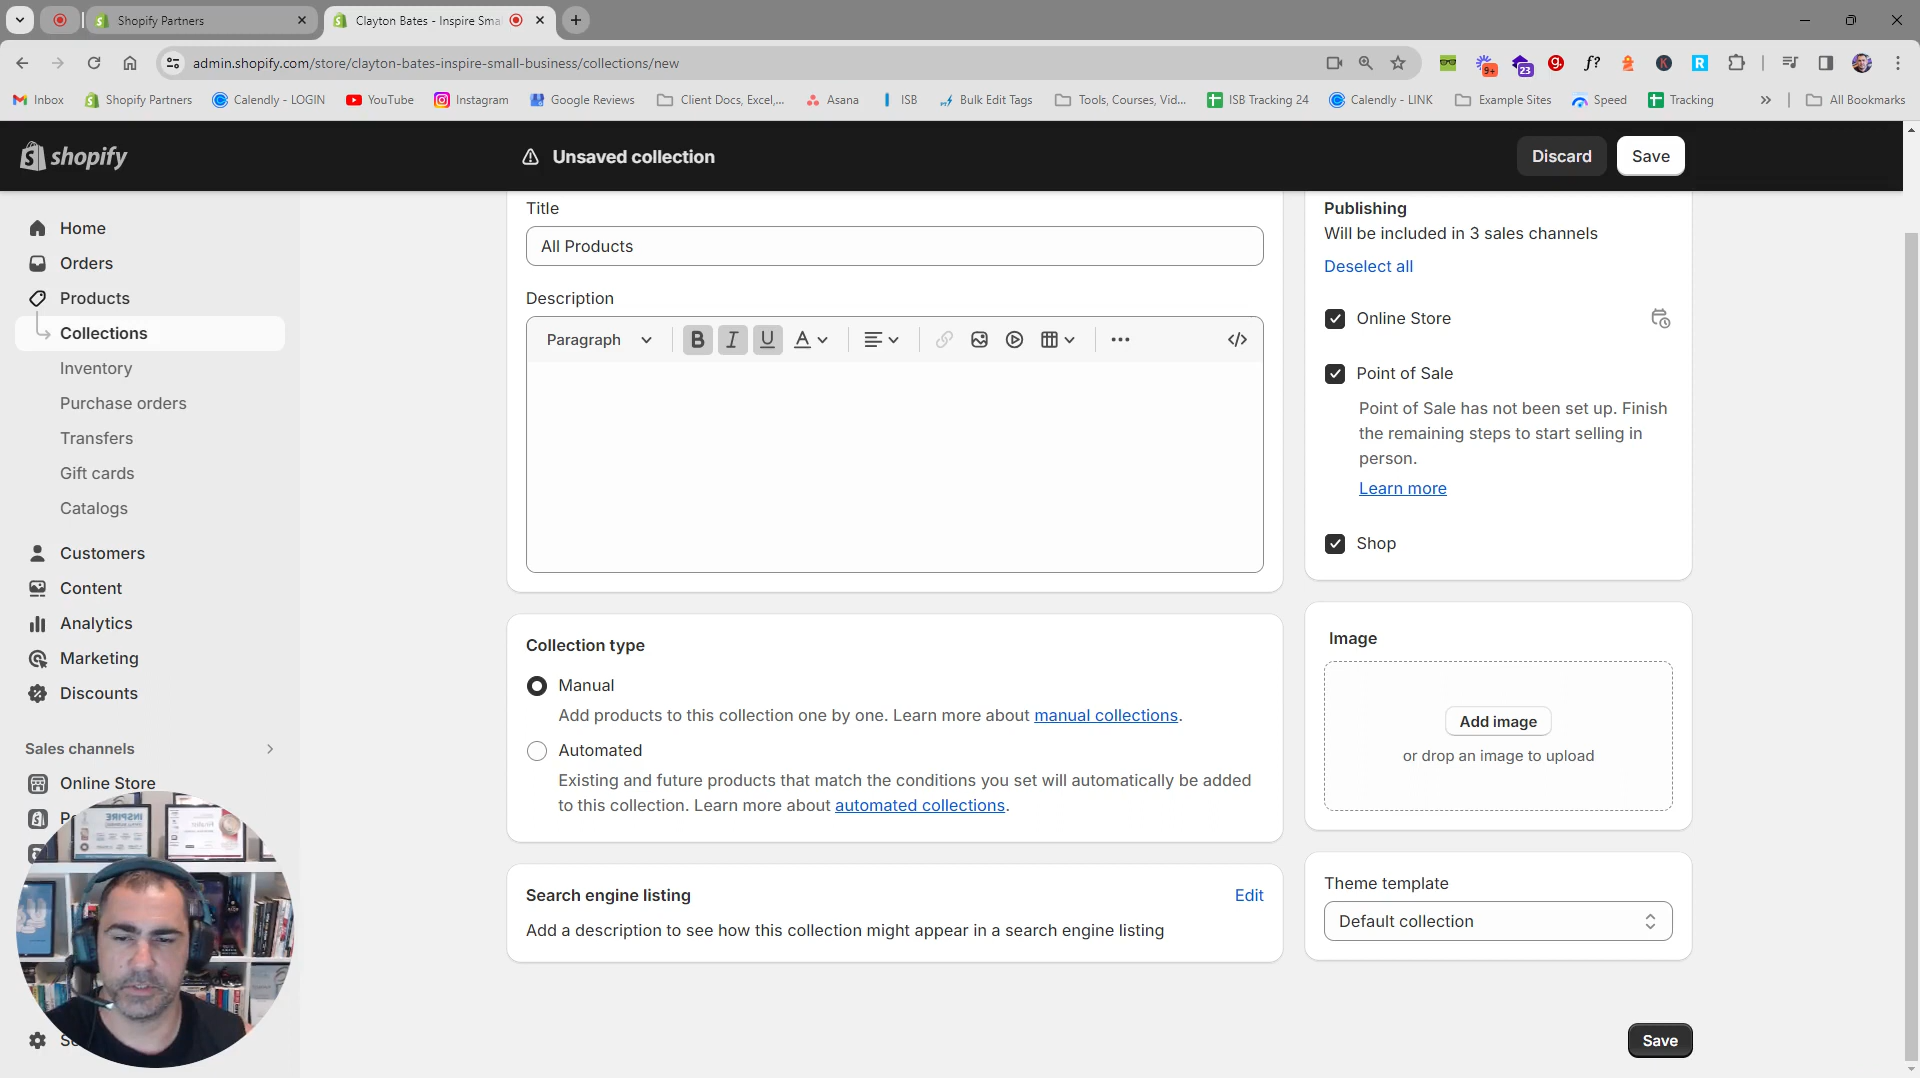 Shopify Partners
Clayton Bates - Inspire Sma
admin.shopify.com/store/clayton-bates-inspire-small-business/collections/new
9+
23
g.
f?
K
R
Inbox
Shopify Partners
Calendly - LOGIN
YouTube
Instagram
Google Reviews
Client Docs, Excel,...
Asana
ISB
Bulk Edit Tags
Tools, Courses, Vid...
ISB Tracking 24
Calendly - LINK
Example Sites
Speed
Tracking
All Bookmarks
shopify
Unsaved collection
Discard
Save
Home
Orders
Products
Collections
Inventory
Purchase orders
Transfers
Gift cards
Catalogs
Customers
Content
Analytics
Marketing
Discounts
Sales channels
Online Store
Title
All Products
Description
Paragraph
B
I
U
A
Collection type
Manual
Add products to this collection one by one. Learn more about manual collections.
Automated
Existing and future products that match the conditions you set will automatically be added
to this collection. Learn more about automated collections.
Search engine listing
Edit
Add a description to see how this collection might appear in a search engine listing
Publishing
Will be included in 3 sales channels
Deselect all
Online Store
Point of Sale
Point of Sale has not been set up. Finish
the remaining steps to start selling in
person.
Learn more
Shop
Image
Add image
or drop an image to upload
Theme template
Default collection
Save